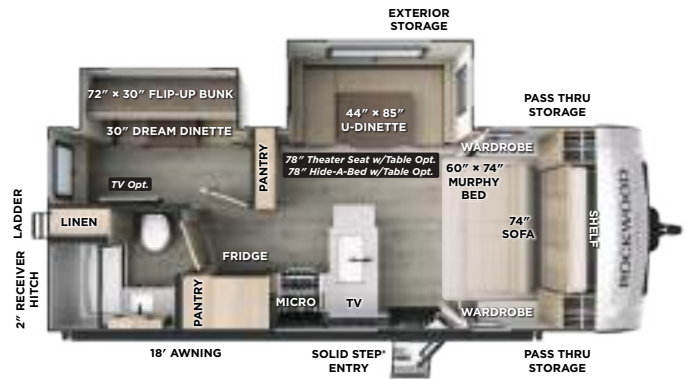 EXTERIOR
STORAGE
72" × 30" FLIP-UP BUNK
30" DREAM DINETTE
44" × 85"
U-DINETTE
PASS THRU
STORAGE
WARDROBE
PANTRY
78" Theater Seat w/Table Opt.
78" Hide-A-Bed w/Table Opt.
60" × 74"
MURPHY
BED
TV Opt.
LADDER
LINEN
74"
SOFA
SHELF
ROCKWOOD
2" RECEIVER
HITCH
FRIDGE
PANTRY
MICRO
TV
WARDROBE
18' AWNING
SOLID STEP®
ENTRY
PASS THRU
STORAGE